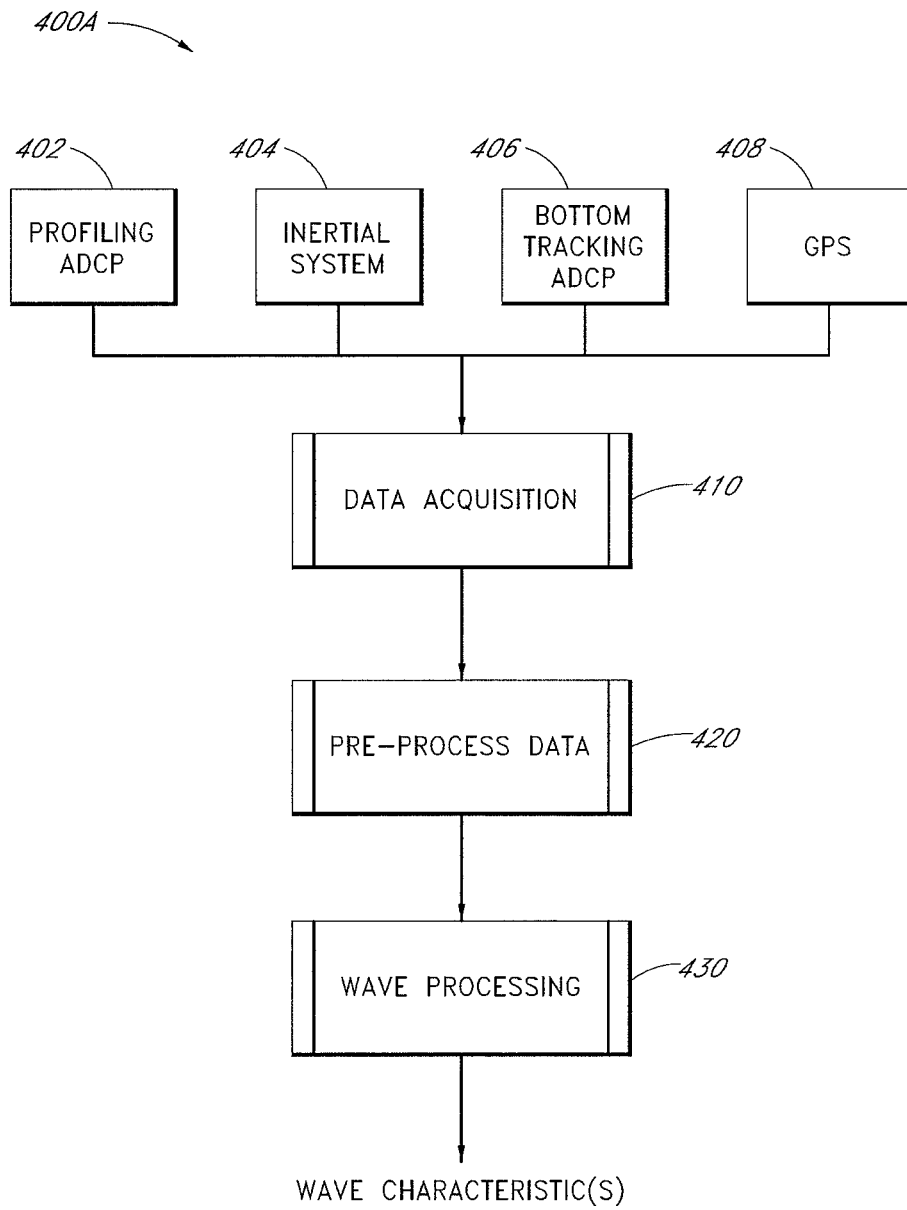 400A
402
404
406
408
PROFILING
ADCP
INERTIAL
SYSTEM
BOTTOM
TRACKING
ADCP
GPS
DATA ACQUISITION
410
PRE-PROCESS DATA
420
WAVE PROCESSING
430
WAVE CHARACTERISTIC(S)